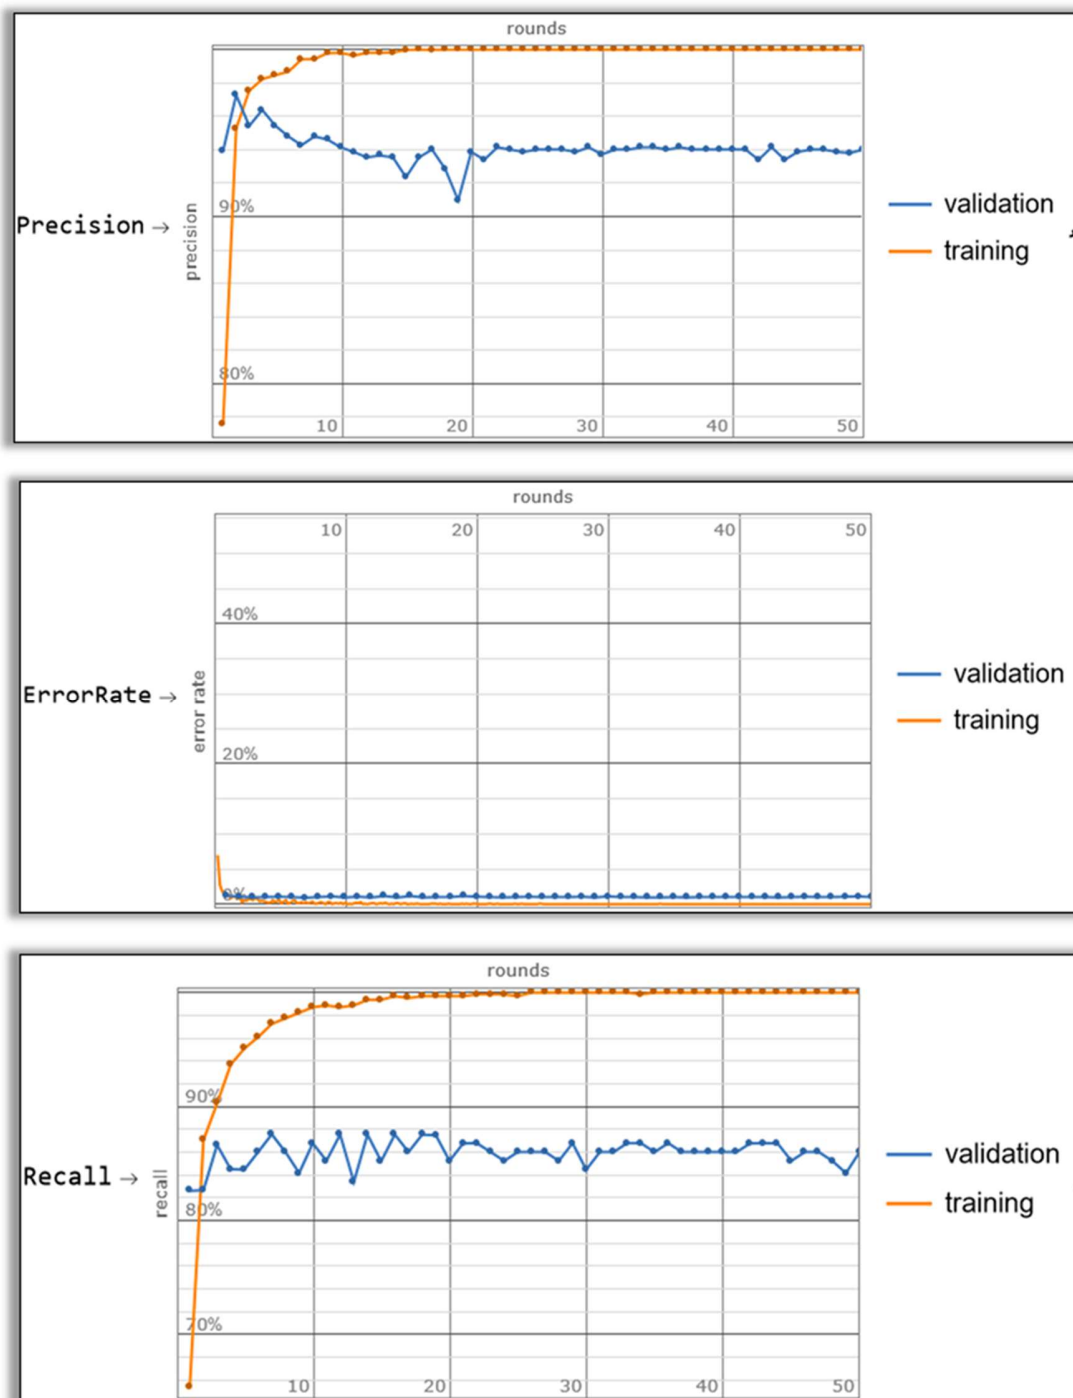 rounds
Precision →
precision
90%
80%
10 20 30 40 50
validation
training
rounds
10 20 30 40 50
ErrorRate →
error rate
40%
20%
0%
validation
training
rounds
Recall →
recall
90%
80%
70%
10 20 30 40 50
validation
training